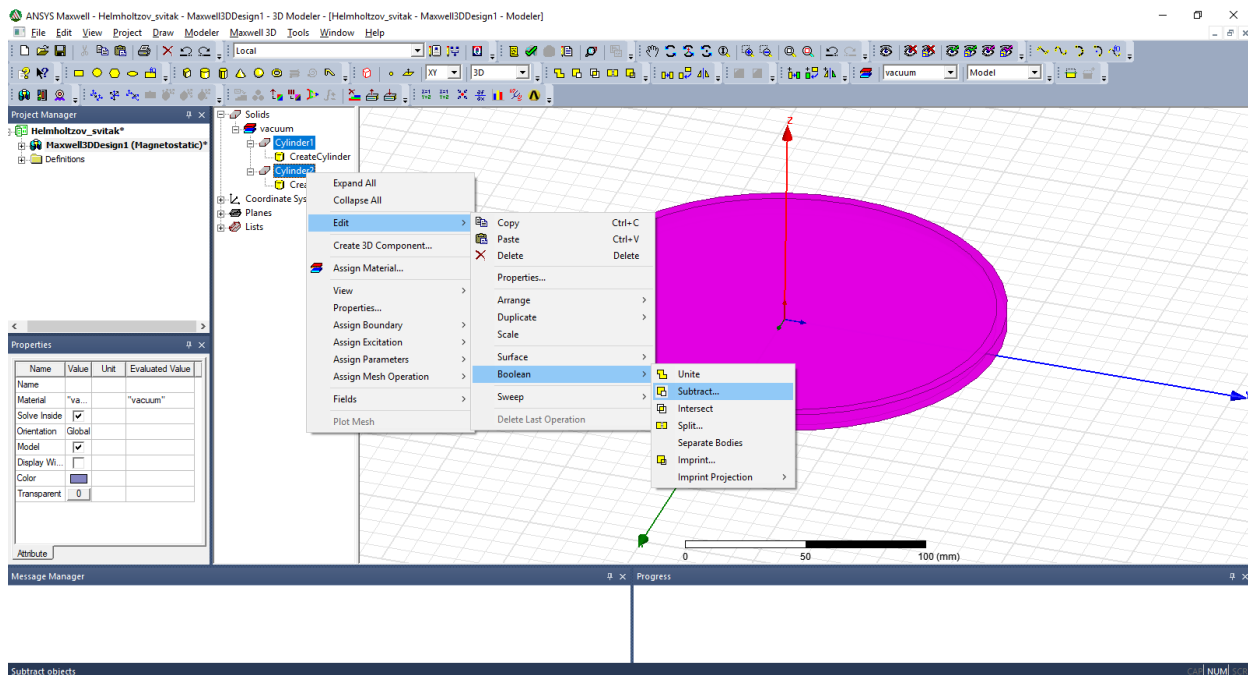 ANSYS Maxwell - Helmholtzov_svitak - Maxwell3DDesign1 - 3D Modeler - [Helmholtzov_svitak - Maxwell3DDesign1 - Modeler]
File Edit View Project Draw Modeler Maxwell 3D Tools Window Help
Local
XY 3D vacuum Model
Project Manager
Helmholtzov_svitak*
Maxwell3DDesign1 (Magnetostatic)*
Definitions
Solids
vacuum
Cylinder1
CreateCylinder
Cylinder2
Crea
Coordinate Sys
Planes
Lists
Expand All
Collapse All
Edit
Create 3D Component...
Assign Material...
View
Properties...
Assign Boundary
Assign Excitation
Assign Parameters
Assign Mesh Operation
Fields
Plot Mesh
Copy Ctrl+C
Paste Ctrl+V
Delete Delete
Properties...
Arrange
Duplicate
Scale
Surface
Boolean
Sweep
Delete Last Operation
Unite
Subtract...
Intersect
Split...
Separate Bodies
Imprint...
Imprint Projection
Z
0 50 100 (mm)
Properties
Name Value Unit Evaluated Value
Name
Material "va... "vacuum"
Solve Inside
Orientation Global
Model
Display Wi...
Color
Transparent 0
Attribute
Message Manager
Progress
Subtract objects
CAP NUM SCR